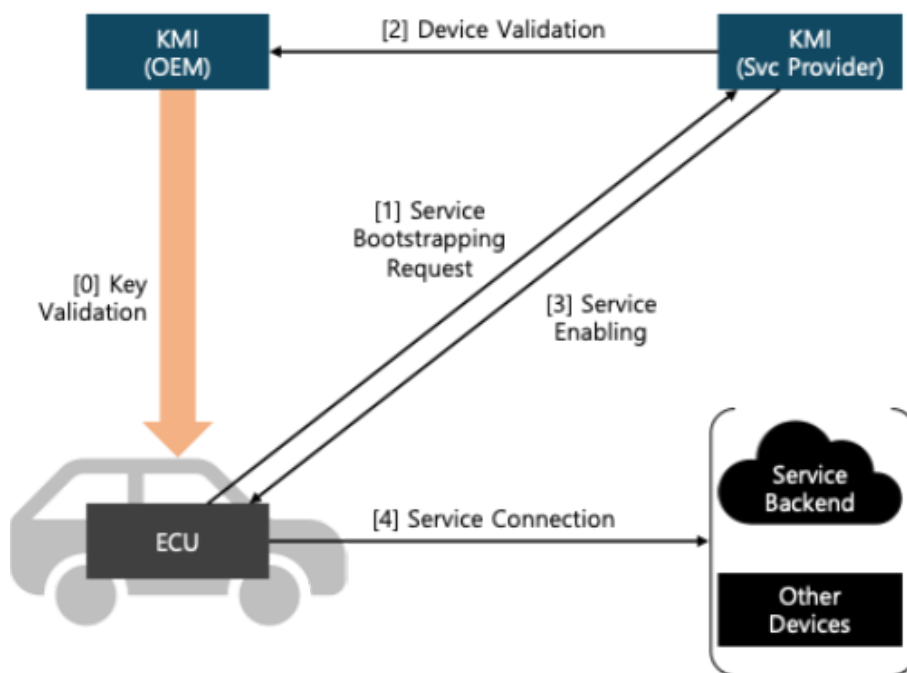 KMI
(OEM)
[2] Device Validation
KMI
(Svc Provider)
[1] Service
Bootstrapping
Request
[0] Key
Validation
[3] Service
Enabling
ECU
[4] Service Connection
Service
Backend
Other
Devices